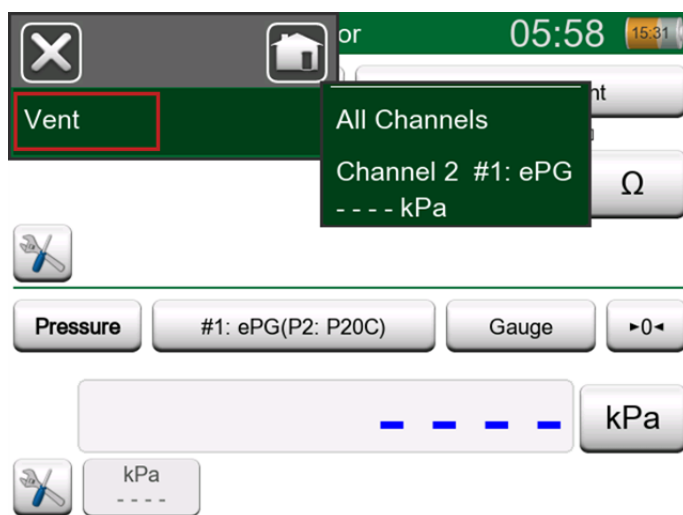 or
05:58
15:31
nt
Vent
All Channels
Channel 2 #1: ePG
- - - - kPa
Ω
Pressure
#1: ePG(P2: P20C)
Gauge
►0◄
- - - -
kPa
kPa
- - - -